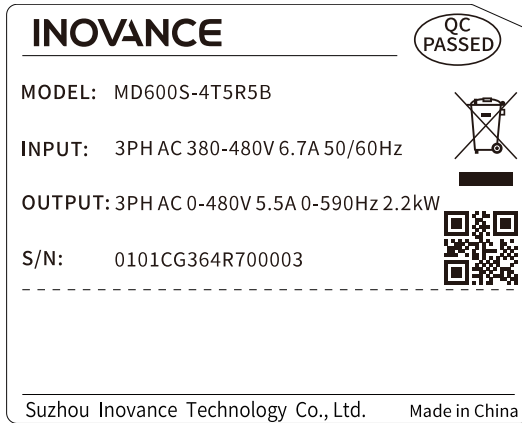 INOVANCE
QC
PASSED
MODEL: MD600S-4T5R5B
INPUT: 3PH AC 380-480V 6.7A 50/60Hz
OUTPUT: 3PH AC 0-480V 5.5A 0-590Hz 2.2kW
S/N: 0101CG364R700003
Suzhou Inovance Technology Co., Ltd. Made in China